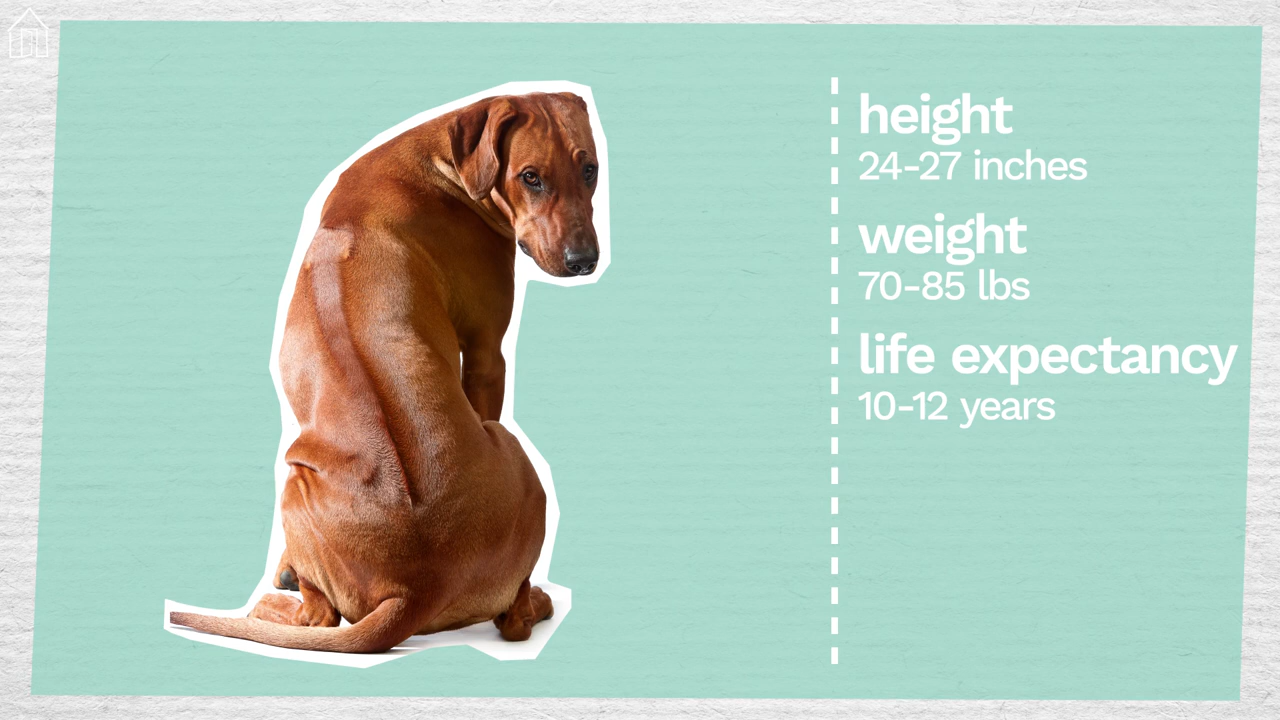 height
24-27 inches
weight
70-85 lbs
life expectancy
10-12 years